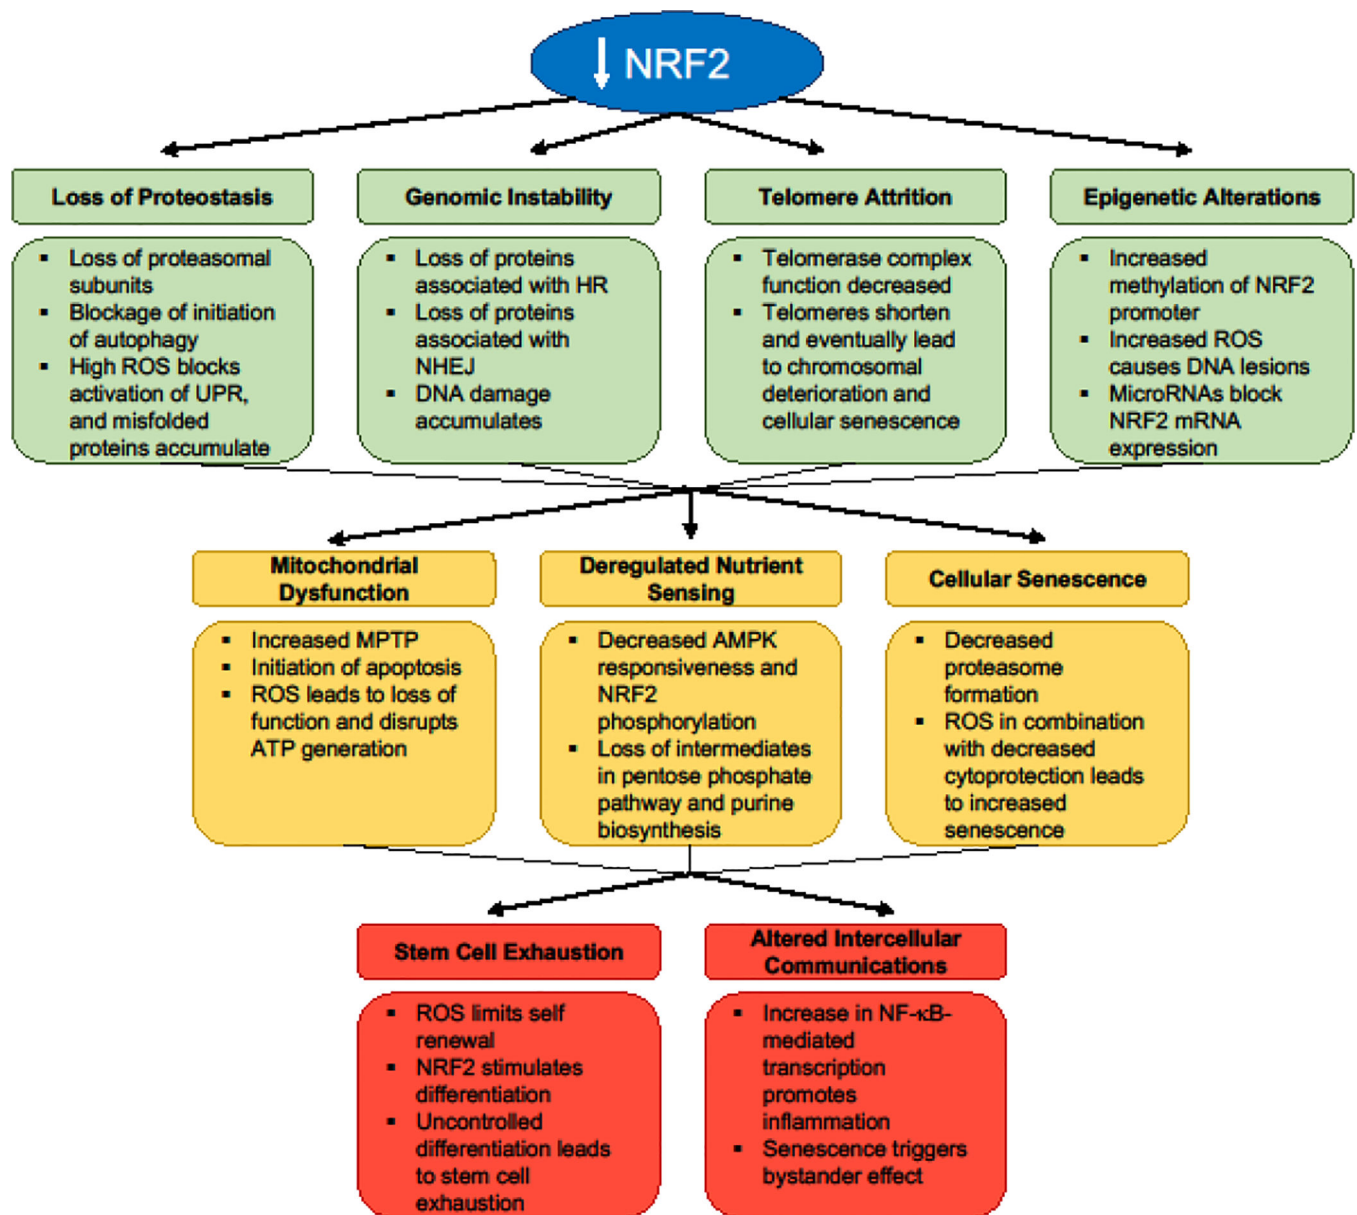 ↓ NRF2
Loss of Proteostasis
▪ Loss of proteasomal
subunits
▪ Blockage of initiation
of autophagy
▪ High ROS blocks
activation of UPR,
and misfolded
proteins accumulate
Genomic Instability
▪ Loss of proteins
associated with HR
▪ Loss of proteins
associated with
NHEJ
▪ DNA damage
accumulates
Telomere Attrition
▪ Telomerase complex
function decreased
▪ Telomeres shorten
and eventually lead
to chromosomal
deterioration and
cellular senescence
Epigenetic Alterations
▪ Increased
methylation of NRF2
promoter
▪ Increased ROS
causes DNA lesions
▪ MicroRNAs block
NRF2 mRNA
expression
Mitochondrial
Dysfunction
▪ Increased MPTP
▪ Initiation of apoptosis
▪ ROS leads to loss of
function and disrupts
ATP generation
Deregulated Nutrient
Sensing
▪ Decreased AMPK
responsiveness and
NRF2
phosphorylation
▪ Loss of intermediates
in pentose phosphate
pathway and purine
biosynthesis
Cellular Senescence
▪ Decreased
proteasome
formation
▪ ROS in combination
with decreased
cytoprotection leads
to increased
senescence
Stem Cell Exhaustion
▪ ROS limits self
renewal
▪ NRF2 stimulates
differentiation
▪ Uncontrolled
differentiation leads
to stem cell
exhaustion
Altered Intercellular
Communications
▪ Increase in NF-κB-
mediated
transcription
promotes
inflammation
▪ Senescence triggers
bystander effect